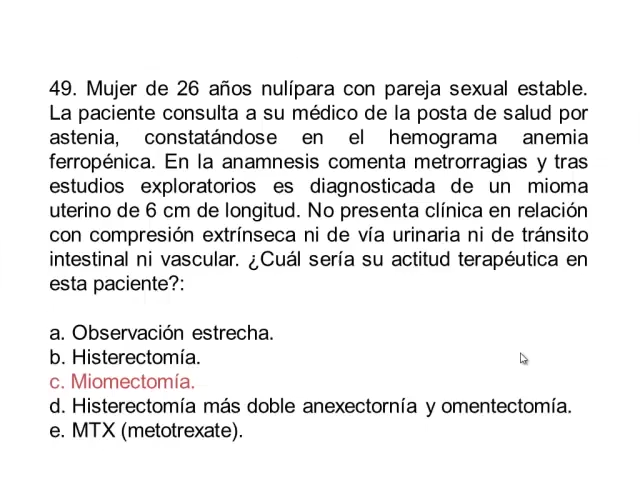 49. Mujer de 26 años nulípara con pareja sexual estable.
La paciente consulta a su médico de la posta de salud por
astenia, constatándose en el hemograma anemia
ferropénica. En la anamnesis comenta metrorragias y tras
estudios exploratorios es diagnosticada de un mioma
uterino de 6 cm de longitud. No presenta clínica en relación
con compresión extrínseca ni de vía urinaria ni de tránsito
intestinal ni vascular. ¿Cuál sería su actitud terapéutica en
esta paciente?:
a. Observación estrecha.
b. Histerectomía.
c. Miomectomía.
d. Histerectomía más doble anexectornía y omentectomía.
e. MTX (metotrexate).